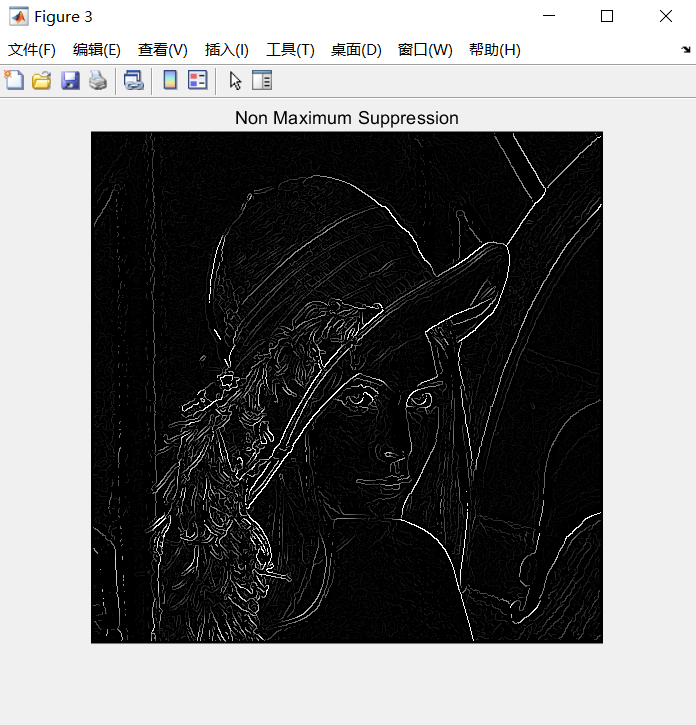 Figure 3
文件(F) 编辑(E) 查看(V) 插入(I) 工具(T) 桌面(D) 窗口(W) 帮助(H)
Non Maximum Suppression